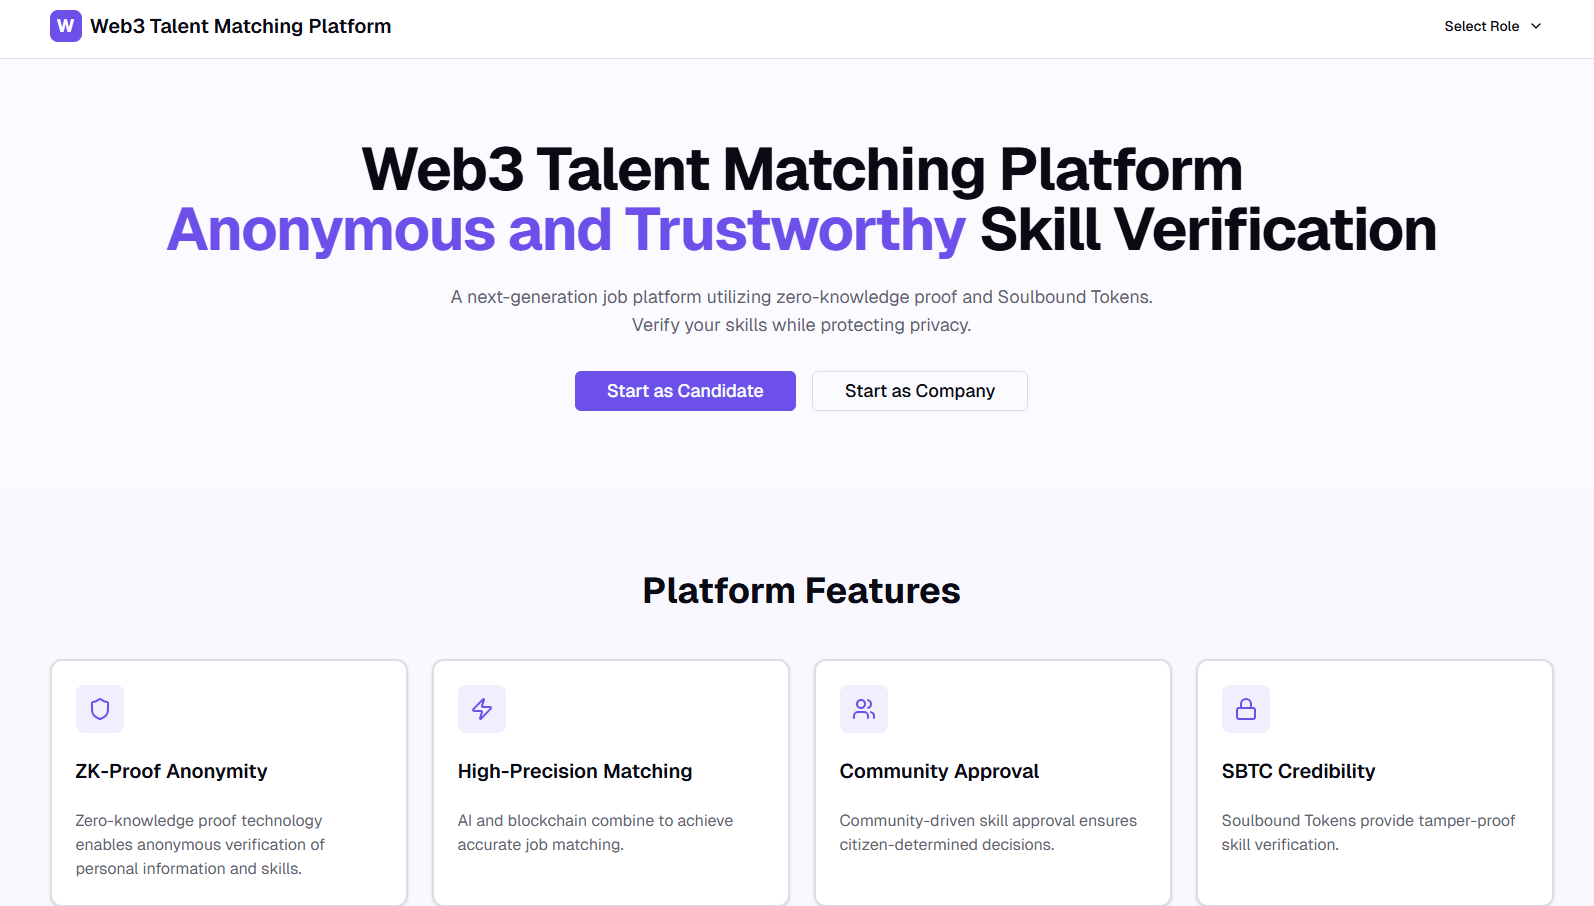 W Web3 Talent Matching Platform
Select Role
Web3 Talent Matching Platform
Anonymous and Trustworthy Skill Verification
A next-generation job platform utilizing zero-knowledge proof and Soulbound Tokens.
Verify your skills while protecting privacy.
Start as Candidate
Start as Company
Platform Features
ZK-Proof Anonymity
Zero-knowledge proof technology
enables anonymous verification of
personal information and skills.
High-Precision Matching
AI and blockchain combine to achieve
accurate job matching.
Community Approval
Community-driven skill approval ensures
citizen-determined decisions.
SBTC Credibility
Soulbound Tokens provide tamper-proof
skill verification.